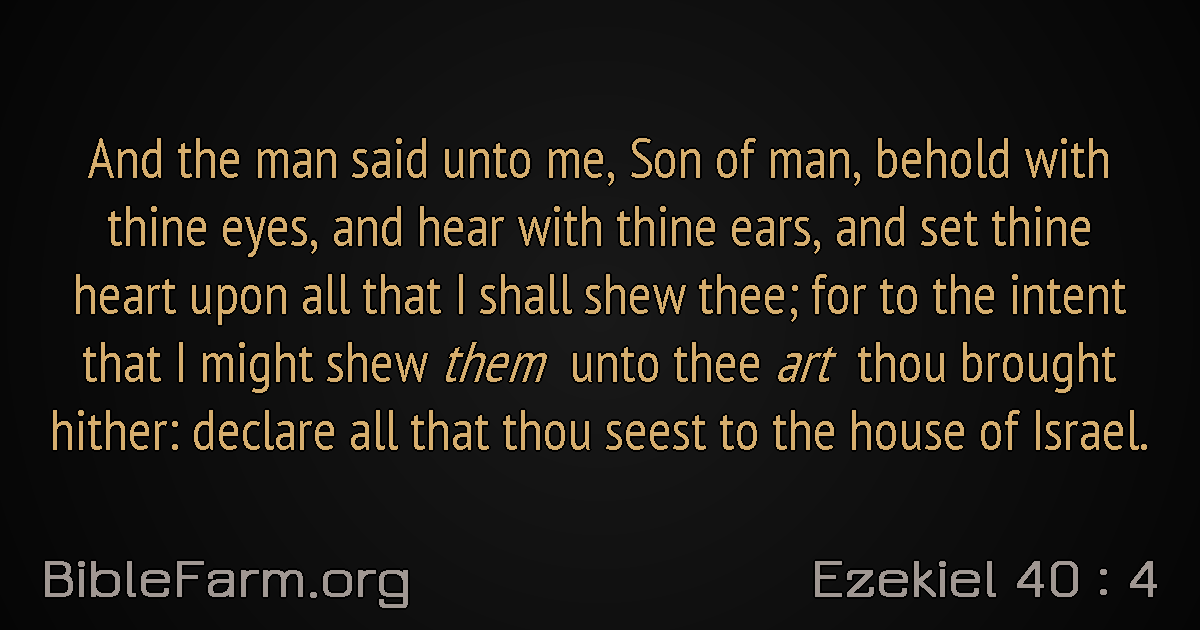 And the man said unto me, Son of man, behold with
thine eyes, and hear with thine ears, and set thine
heart upon all that I shall shew thee; for to the intent
that I might shew them unto thee art thou brought
hither: declare all that thou seest to the house of Israel.
BibleFarm.org
Ezekiel 40 : 4